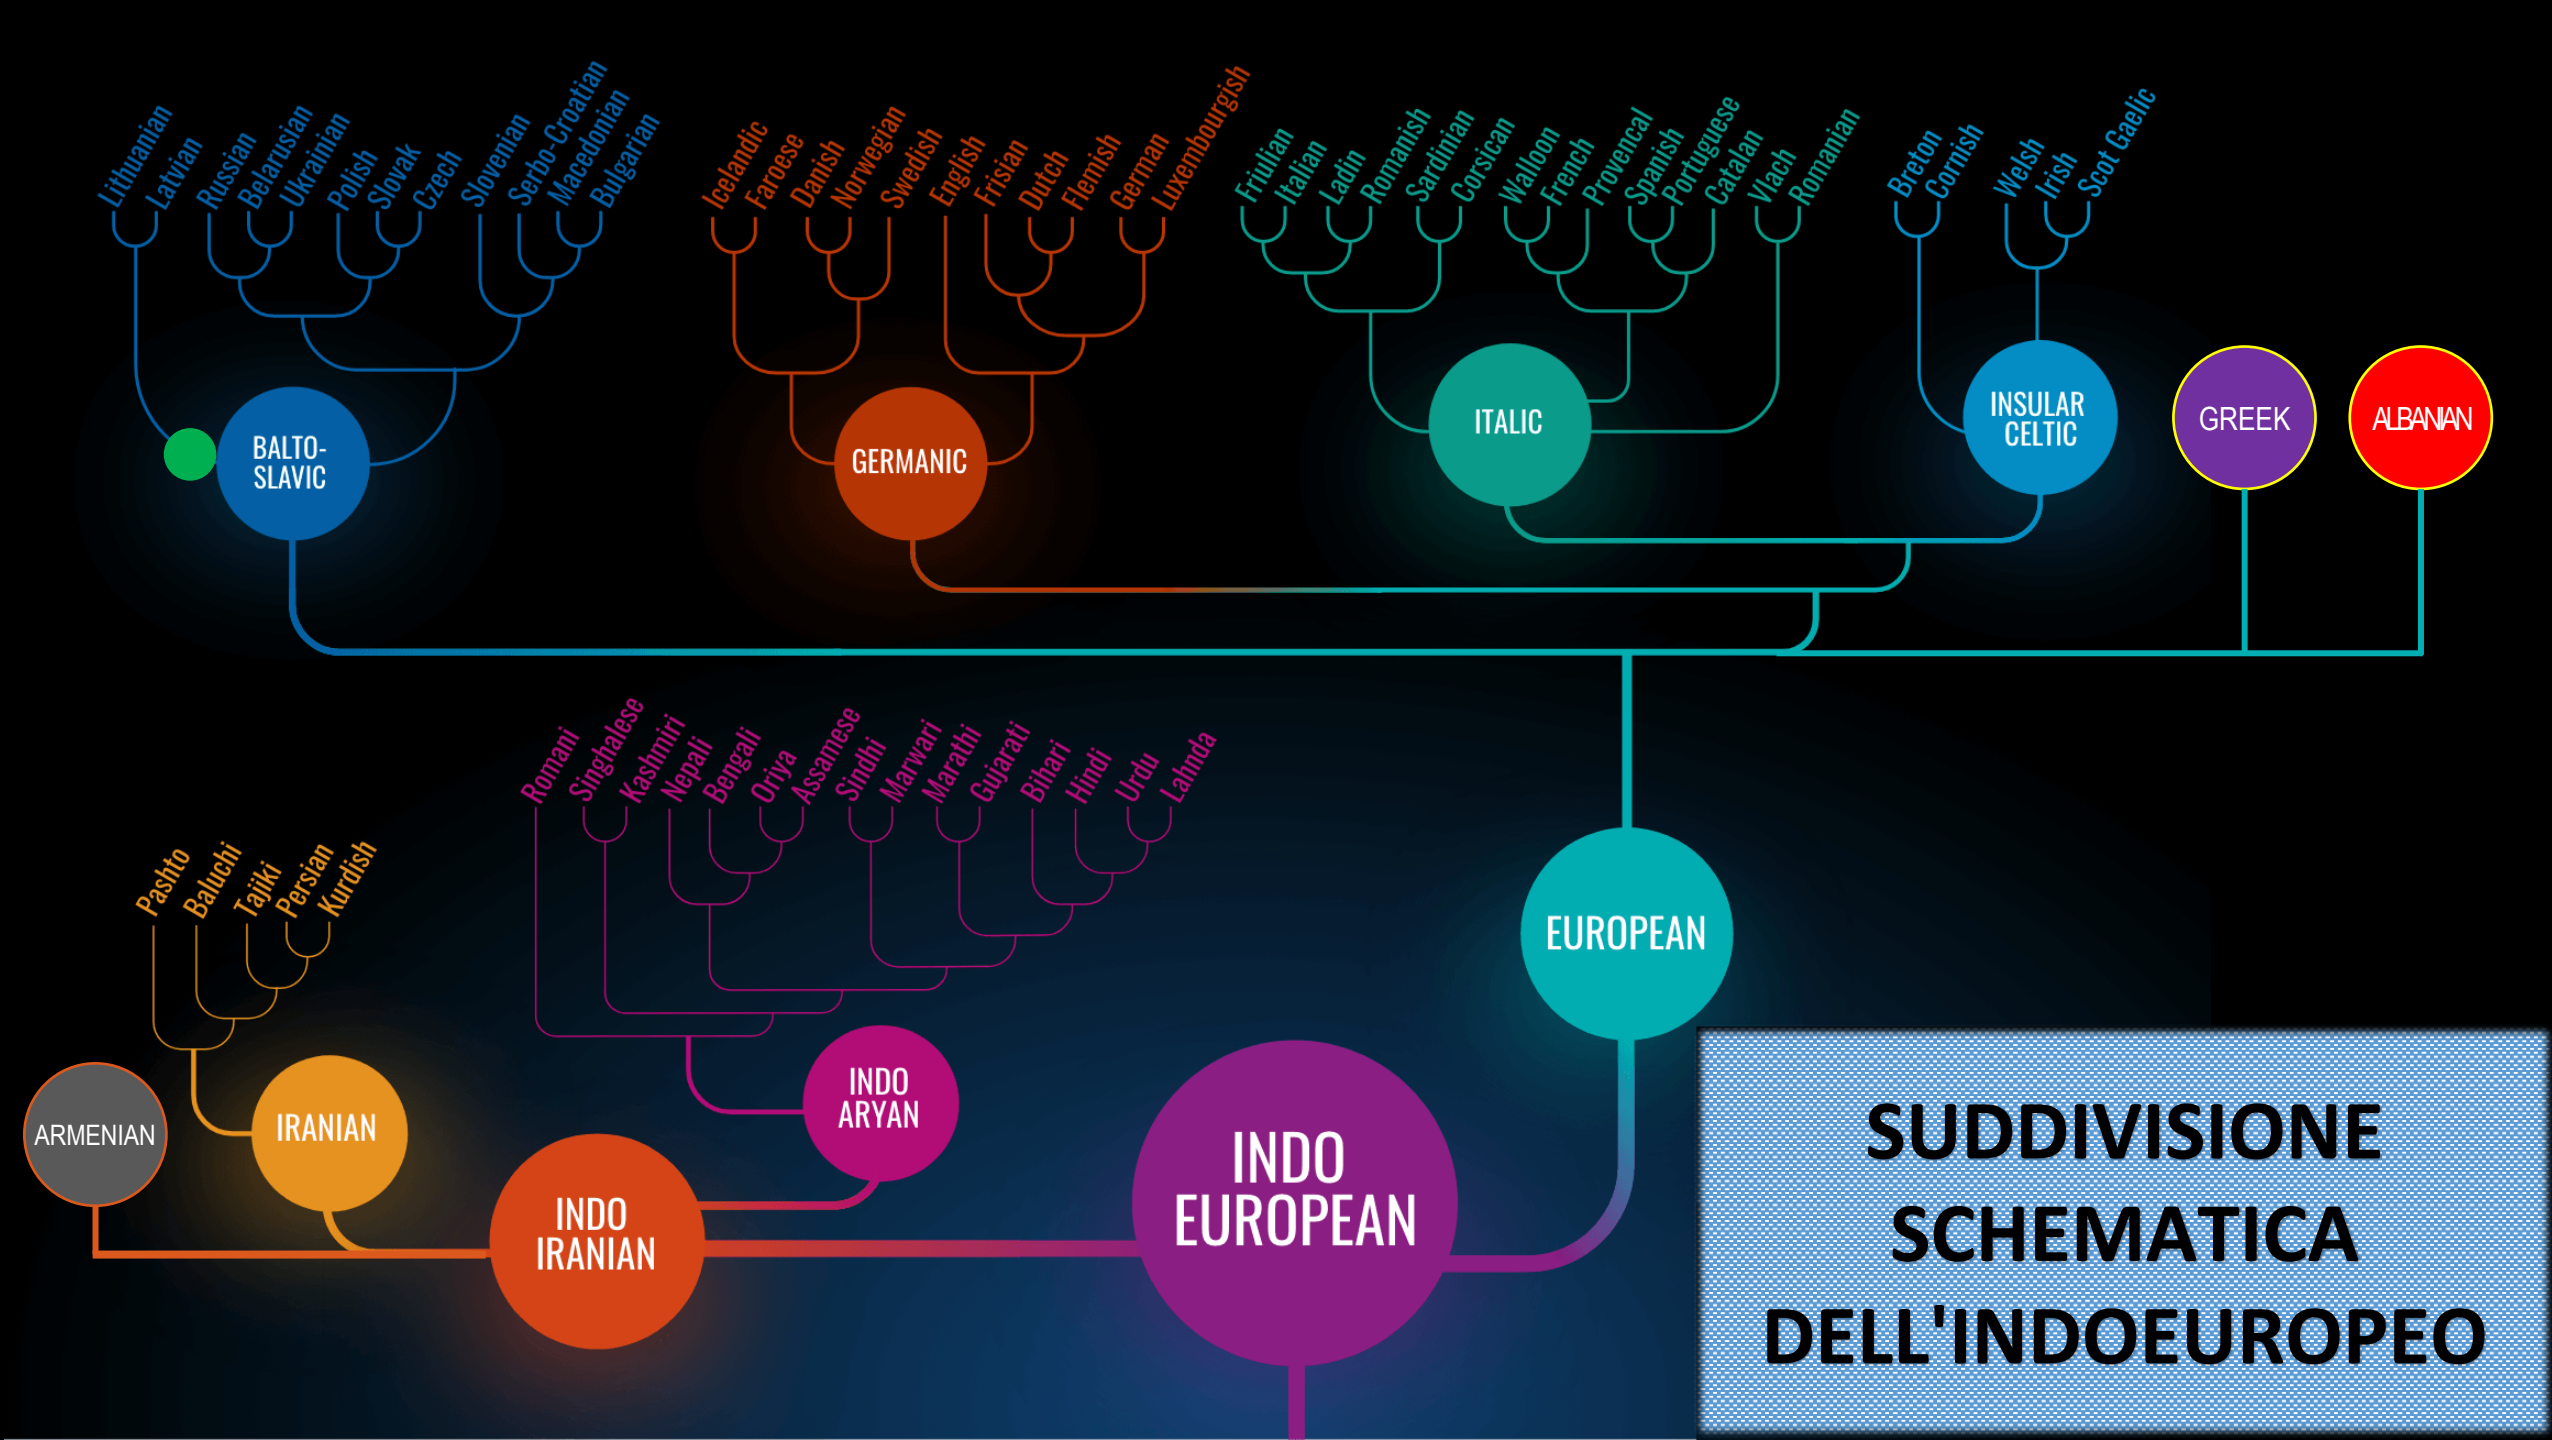 Lithuanian
Latvian
Russian
Belarusian
Ukrainian
Polish
Slovak
Czech
Slovenian
Serbo-Croatian
Macedonian
Bulgarian
Icelandic
Faroese
Danish
Norwegian
Swedish
English
Frisian
Dutch
Flemish
German
Luxembourgish
Friulian
Italian
Ladin
Romanish
Sardinian
Corsican
Walloon
French
Provencal
Spanish
Portuguese
Catalan
Vlach
Romanian
Breton
Cornish
Welsh
Irish
Scot Gaelic
BALTO-
SLAVIC
GERMANIC
ITALIC
INSULAR
CELTIC
GREEK
ALBANIAN
Romani
Singhalese
Kashmiri
Nepali
Bengali
Oriya
Assamese
Sindhi
Marwari
Marathi
Gujarati
Bihari
Hindi
Urdu
Lahnda
Pashto
Baluchi
Tajiki
Persian
Kurdish
EUROPEAN
ARMENIAN
IRANIAN
INDO
ARYAN
INDO
IRANIAN
INDO
EUROPEAN
SUDDIVISIONE
SCHEMATICA
DELL'INDOEUROPEO